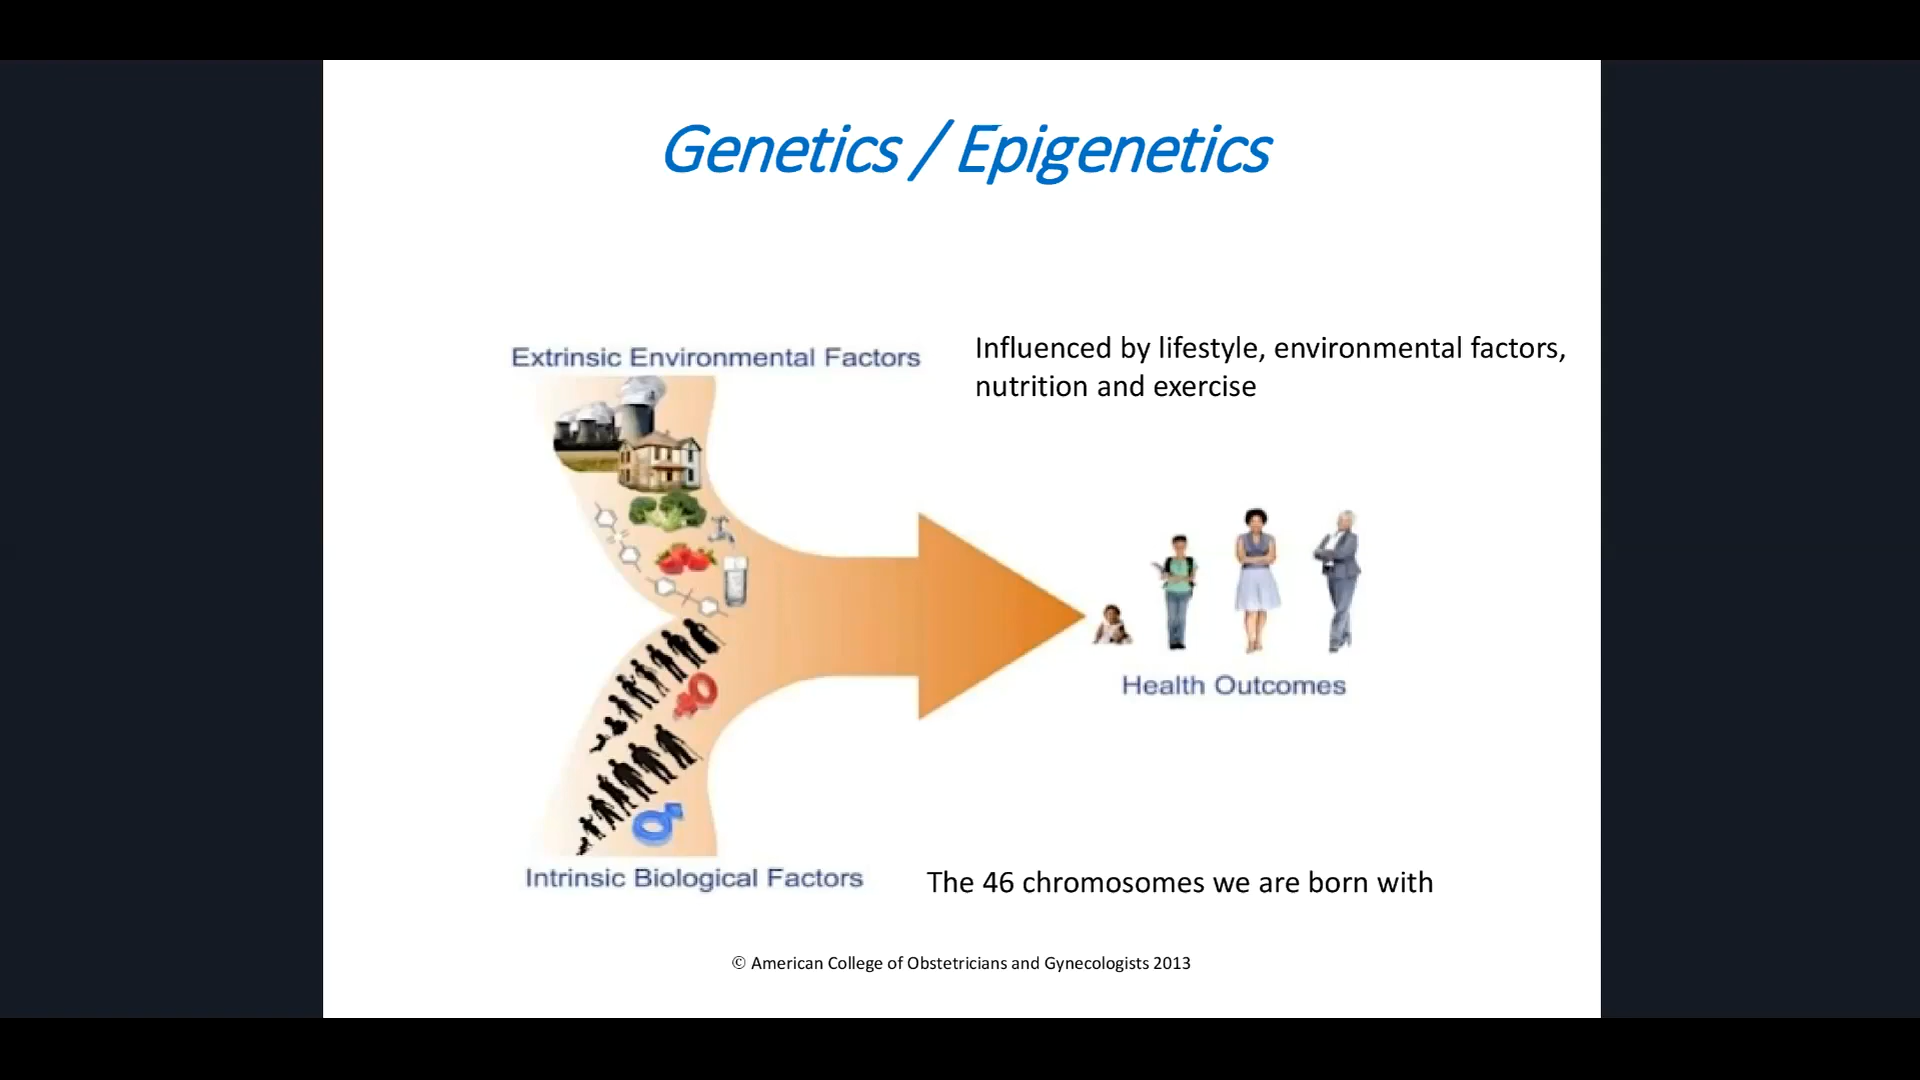 Genetics / Epigenetics
Extrinsic Environmental Factors
Influenced by lifestyle, environmental factors,
nutrition and exercise
Health Outcomes
Intrinsic Biological Factors
The 46 chromosomes we are born with
© American College of Obstetricians and Gynecologists 2013